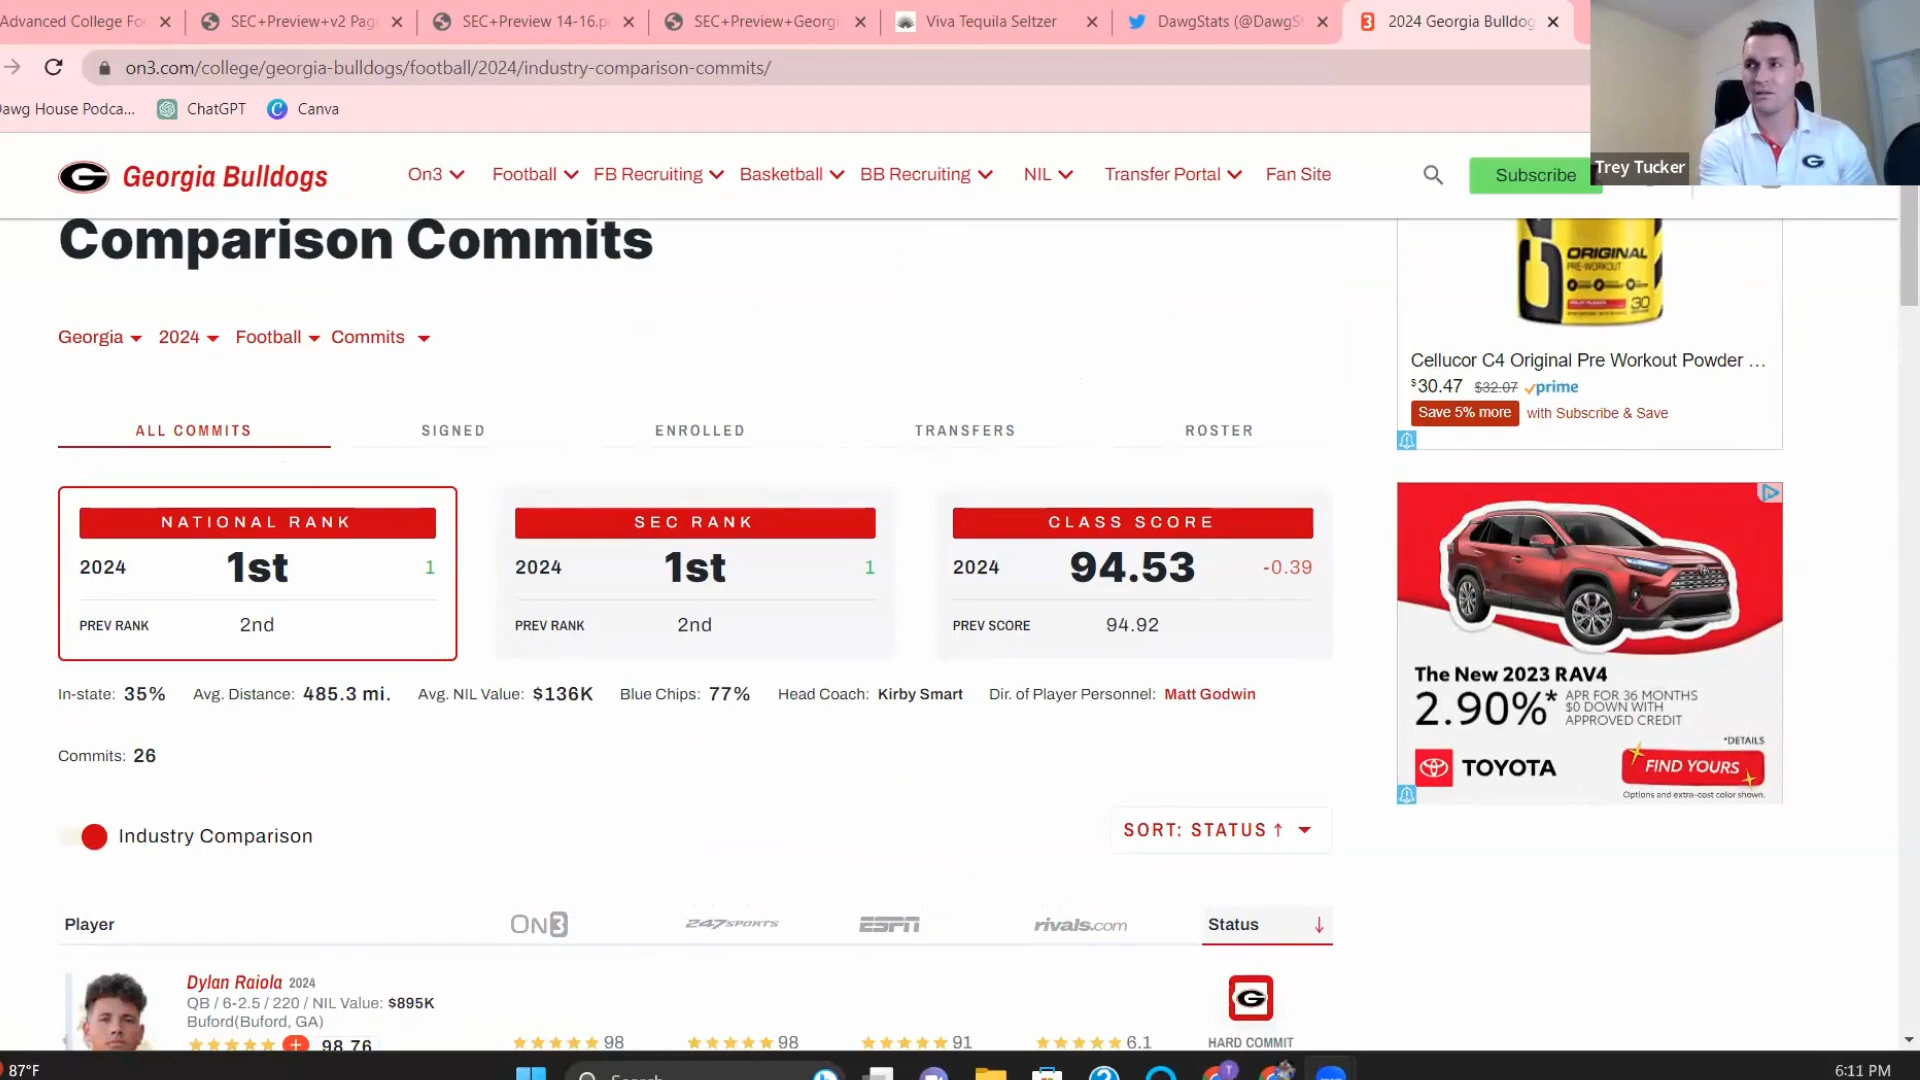 Advanced College Fo
SEC+Preview+v2 Pag
SEC+Preview 14-16.p
SEC+Preview+Georgi
Viva Tequila Seltzer
DawgStats (@DawgSt
2024 Georgia Bulldog
on3.com/college/georgia-bulldogs/football/2024/industry-comparison-commits/
Dawg House Podca...
ChatGPT
Canva
Trey Tucker
G
Georgia Bulldogs
On3
Football
FB Recruiting
Basketball
BB Recruiting
NIL
Transfer Portal
Fan Site
Subscribe
Comparison Commits
Georgia
2024
Football
Commits
ALL COMMITS
SIGNED
ENROLLED
TRANSFERS
ROSTER
NATIONAL RANK
2024 1st 1
PREV RANK 2nd
SEC RANK
2024 1st 1
PREV RANK 2nd
CLASS SCORE
2024 94.53 -0.39
PREV SCORE 94.92
In-state: 35% Avg. Distance: 485.3 mi. Avg. NIL Value: $136K Blue Chips: 77% Head Coach: Kirby Smart Dir. of Player Personnel: Matt Godwin
Commits: 26
Industry Comparison
SORT: STATUS ↑
Player
ON3
247SPORTS
ESPN
rivals.com
Status
Dylan Raiola 2024
QB / 6-2.5 / 220 / NIL Value: $895K
Buford(Buford, GA)
98.76
98
98
91
6.1
G
HARD COMMIT
ORIGINAL
PRE-WORKOUT
30
Cellucor C4 Original Pre Workout Powder ...
$30.47 $32.07 prime
Save 5% more with Subscribe & Save
The New 2023 RAV4
2.90%* APR FOR 36 MONTHS
$0 DOWN WITH
APPROVED CREDIT
*DETAILS
TOYOTA
FIND YOURS
Options and extra-cost color shown.
87°F
Search
6:11 PM